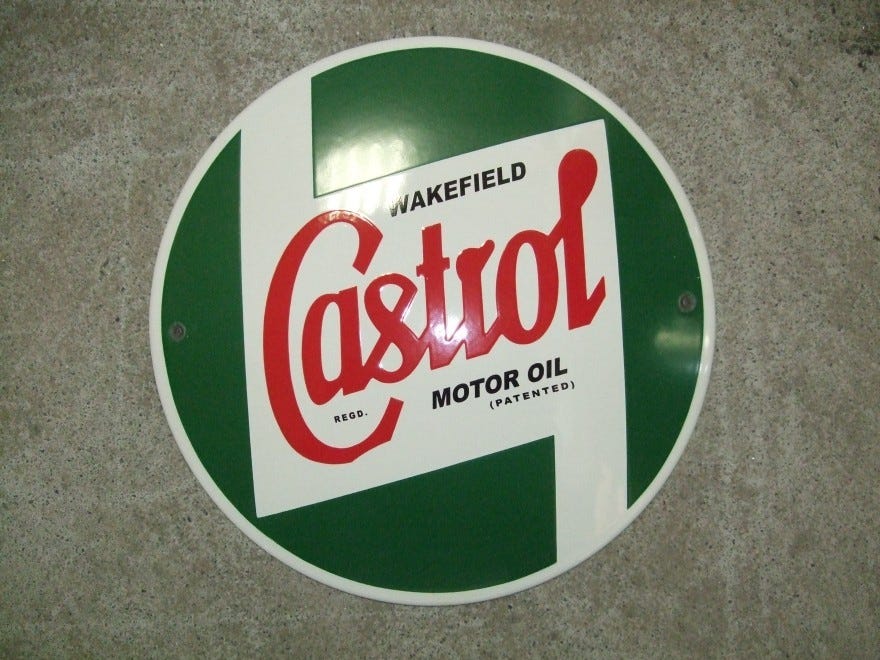 WAKEFIELD
Castrol
REGD.
MOTOR OIL
(PATENTED)